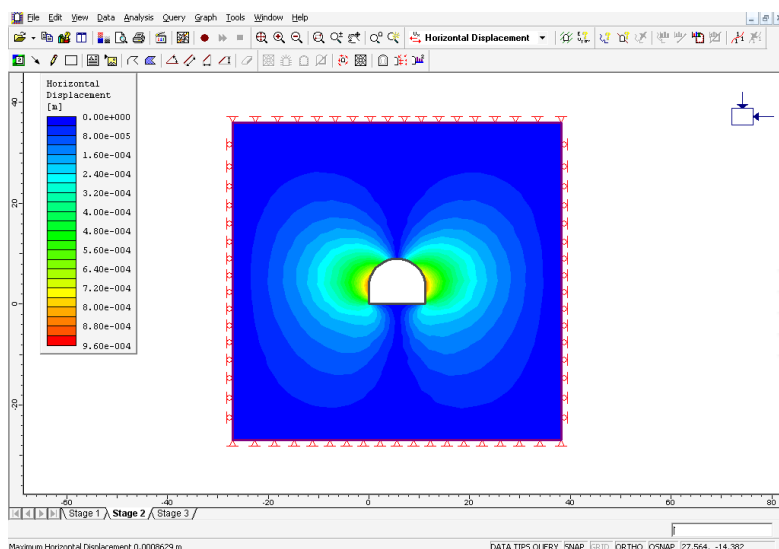 File Edit View Data Analysis Query Graph Tools Window Help
Horizontal Displacement
Horizontal
Displacement
[m]
0.00e+000
8.00e-005
1.60e-004
2.40e-004
3.20e-004
4.00e-004
4.80e-004
5.60e-004
6.40e-004
7.20e-004
8.00e-004
8.80e-004
9.60e-004
40
20
0
-20
-60 -40 -20 0 20 40 60 80
Stage 1 Stage 2 Stage 3
Maximum Horizontal Displacement 0.0008629 m
DATA TIPS QUERY SNAP GRID ORTHO OSNAP 27.564, -14.382